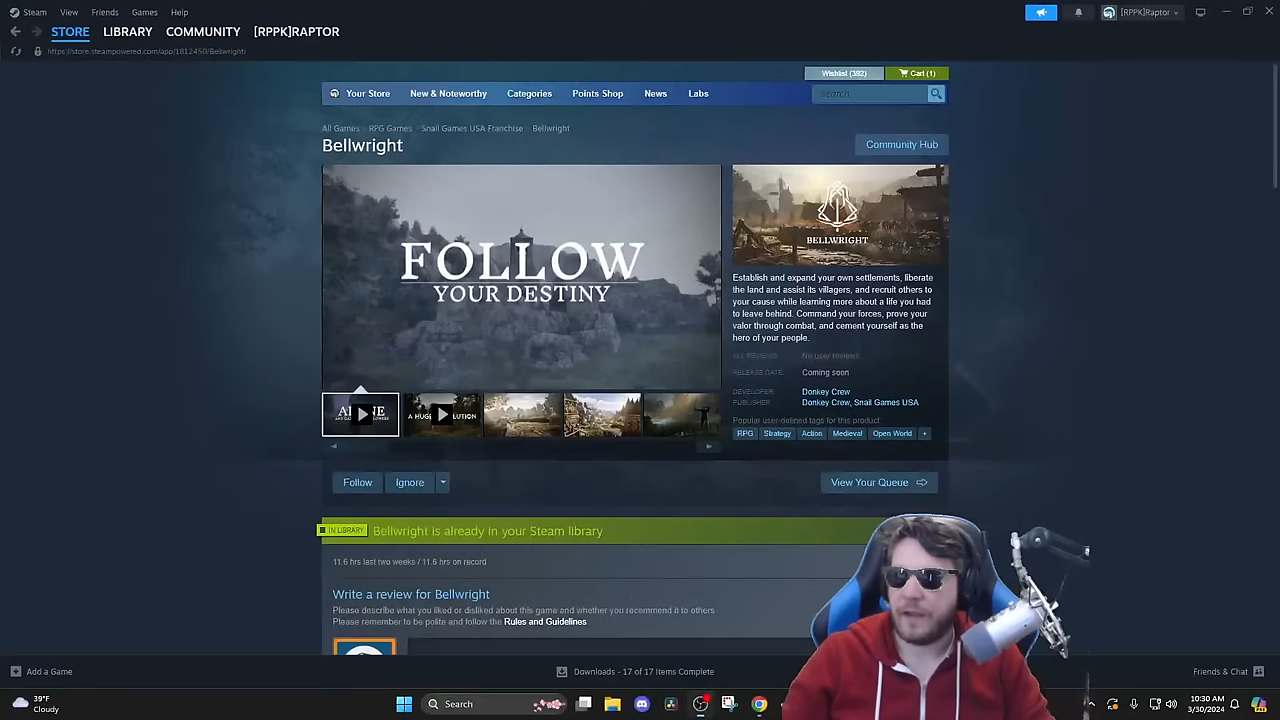 Steam View Friends Games Help
[RPPK]Raptor
STORE LIBRARY COMMUNITY [RPPK]RAPTOR
https://store.steampowered.com/app/1812450/Bellwright/
Wishlist (392) Cart (1)
Your Store New & Noteworthy Categories Points Shop News Labs search
All Games RPG Games Snail Games USA Franchise Bellwright
Bellwright
Community Hub
FOLLOW
YOUR DESTINY
BELLWRIGHT
Establish and expand your own settlements, liberate
the land and assist its villagers, and recruit others to
your cause while learning more about a life you had
to leave behind. Command your forces, prove your
valor through combat, and cement yourself as the
hero of your people.
ALL REVIEWS: No user reviews
RELEASE DATE: Coming soon
DEVELOPER: Donkey Crew
PUBLISHER: Donkey Crew, Snail Games USA
Popular user-defined tags for this product:
RPG Strategy Action Medieval Open World +
Follow Ignore
View Your Queue
IN LIBRARY
Bellwright is already in your Steam library
11.6 hrs last two weeks / 11.6 hrs on record
Write a review for Bellwright
Please describe what you liked or disliked about this game and whether you recommend it to others
Please remember to be polite and follow the Rules and Guidelines.
Add a Game
Downloads - 17 of 17 Items Complete
Friends & Chat
39°F
Cloudy
Search
10:30 AM
3/30/2024